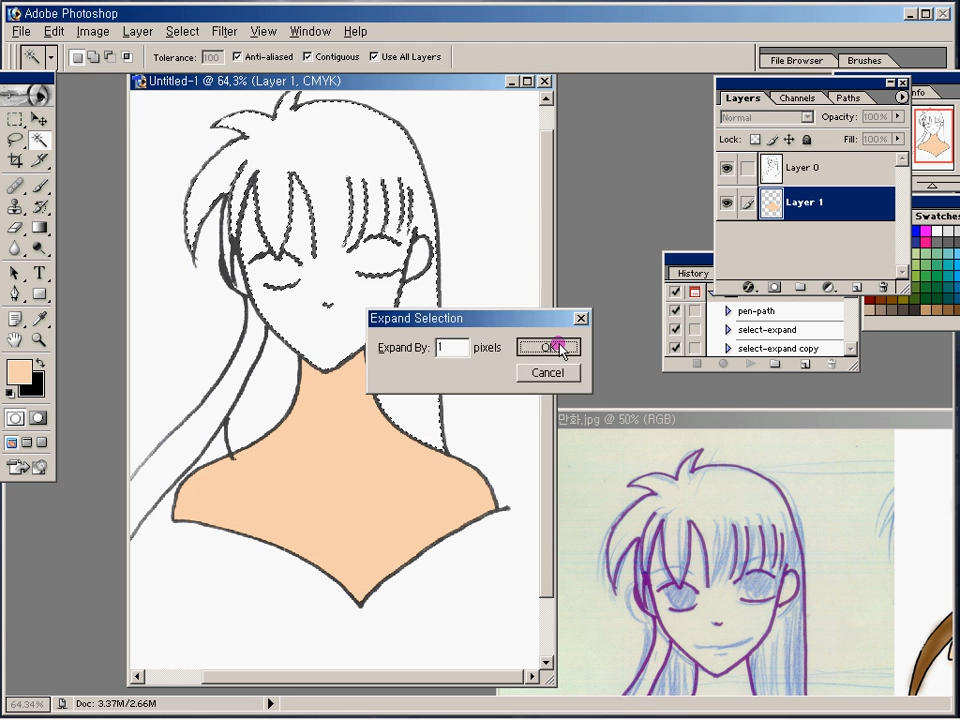 Adobe Photoshop
File Edit Image Layer Select Filter View Window Help
Tolerance: 100 Anti-aliased Contiguous Use All Layers
File Browser Brushes
Untitled-1 @ 64,3% (Layer 1, CMYK)
Layers Channels Paths
nfo
Normal Opacity: 100%
Lock: Fill: 100%
Layer 0
Layer 1
Swatches
History
pen-path
select-expand
select-expand copy
Expand Selection
Expand By: 1 pixels OK
Cancel
만화.jpg @ 50% (RGB)
64.34% Doc: 3.37M/2.66M